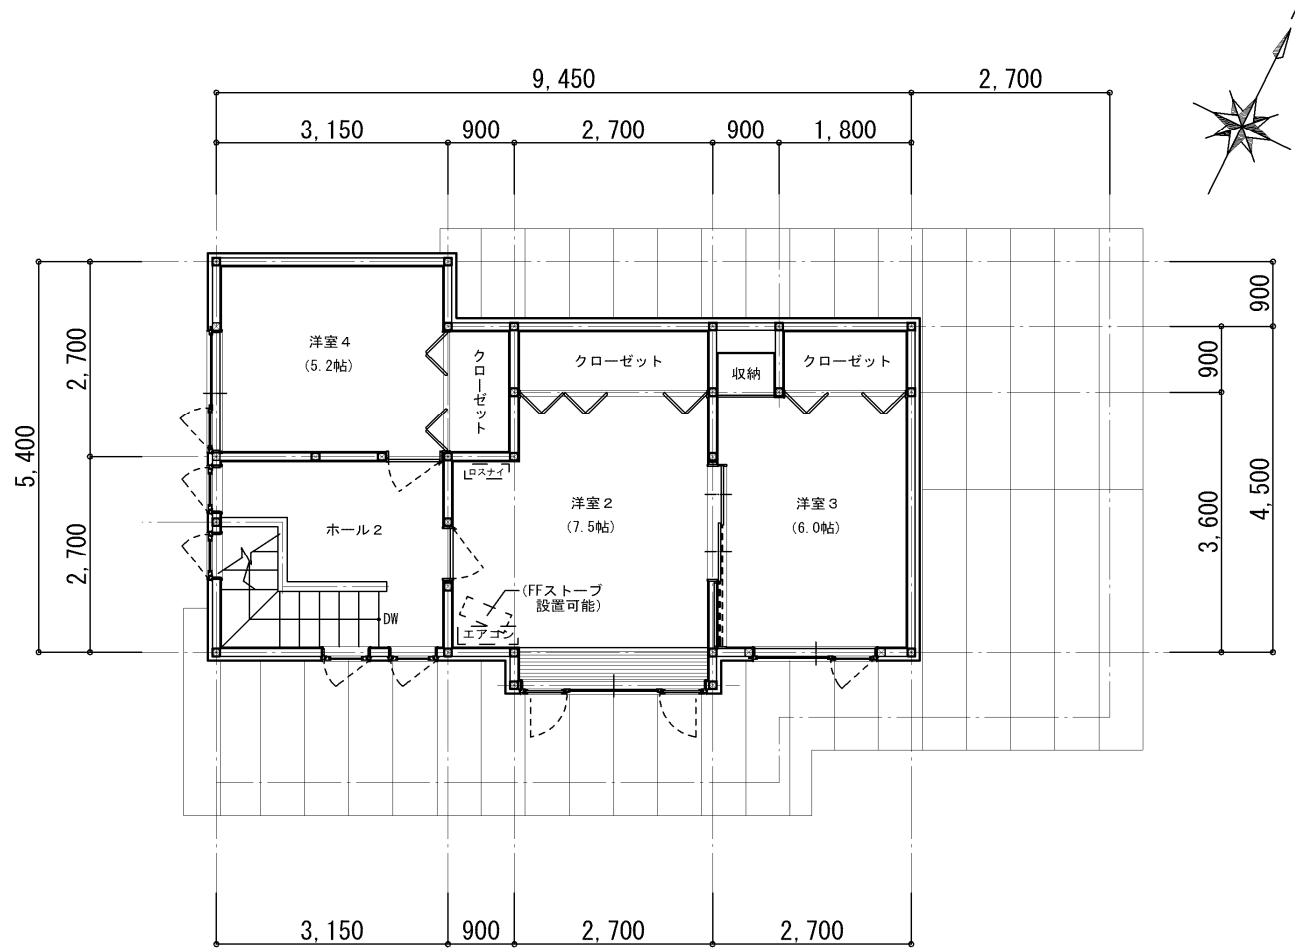 9,450
2,700
3,150
900
2,700
900
1,800
洋室４
(5.2帖)
クローゼット
クローゼット
収納
クローゼット
900
900
2,700
5,400
2,700
4,500
3,600
ロスナイ
洋室２
(7.5帖)
洋室３
(6.0帖)
ホール２
(FFストーブ
設置可能)
DW
エアコン
3,150
900
2,700
2,700